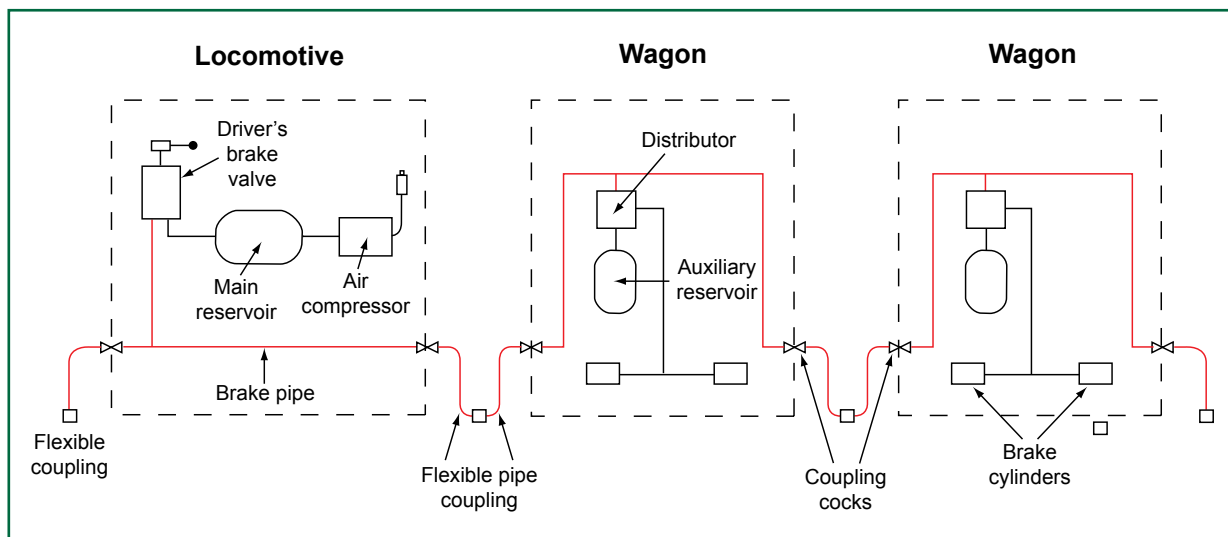 Locomotive
Wagon
Wagon
Driver's
brake
valve
Distributor
Main
reservoir
Air
compressor
Auxiliary
reservoir
Brake pipe
Flexible
coupling
Flexible pipe
coupling
Coupling
cocks
Brake
cylinders